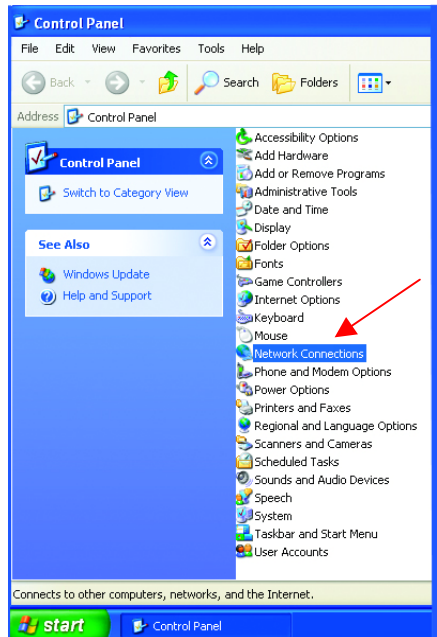 Control Panel
File Edit View Favorites Tools Help
Back Search Folders
Address Control Panel
Control Panel
Switch to Category View
See Also
Windows Update
Help and Support
Accessibility Options
Add Hardware
Add or Remove Programs
Administrative Tools
Date and Time
Display
Folder Options
Fonts
Game Controllers
Internet Options
Keyboard
Mouse
Network Connections
Phone and Modem Options
Power Options
Printers and Faxes
Regional and Language Options
Scanners and Cameras
Scheduled Tasks
Sounds and Audio Devices
Speech
System
Taskbar and Start Menu
User Accounts
Connects to other computers, networks, and the Internet.
start Control Panel